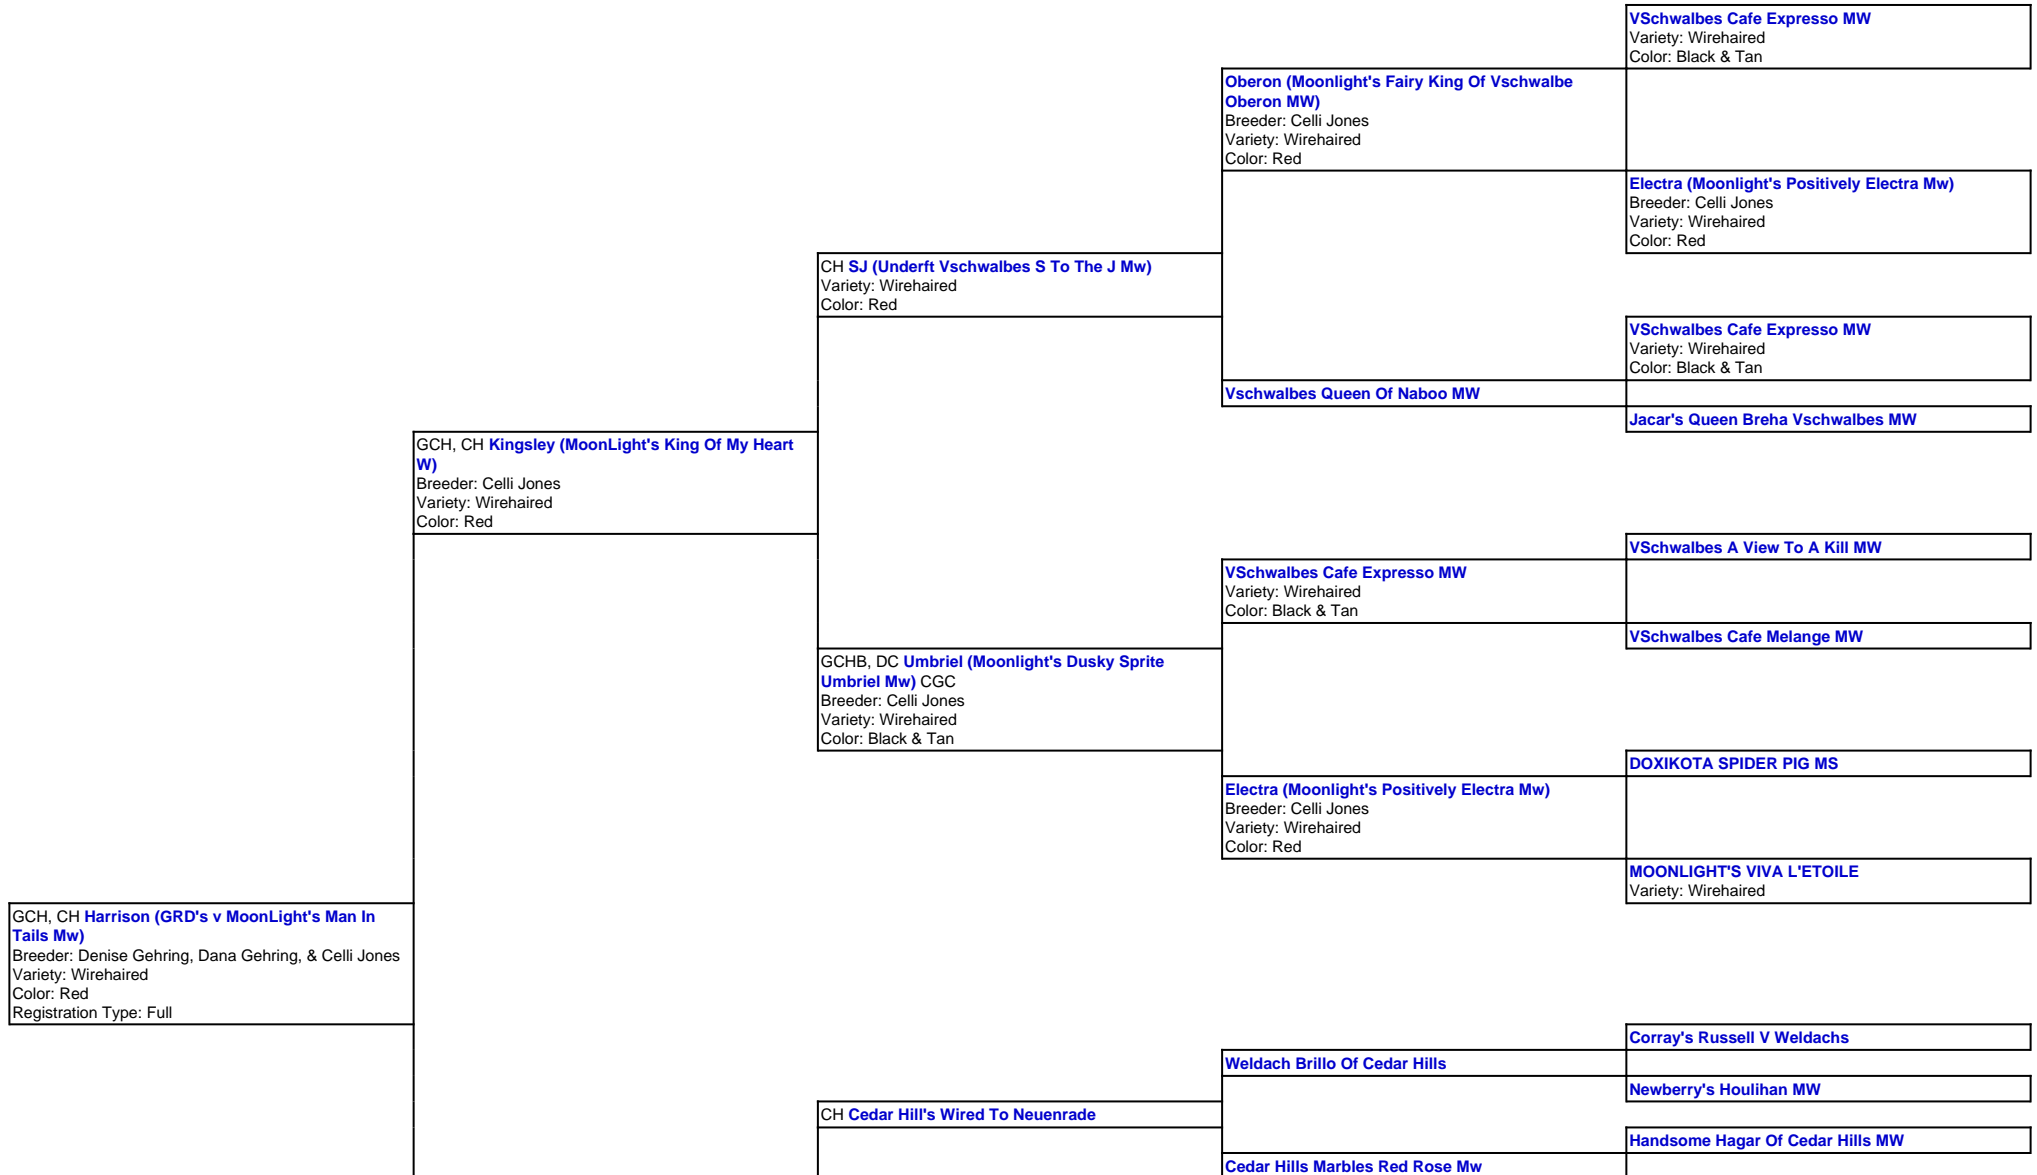 VSchwalbes Cafe Expresso MW
Variety: Wirehaired
Color: Black & Tan
Oberon (Moonlight's Fairy King Of Vschwalbe
Oberon MW)
Breeder: Celli Jones
Variety: Wirehaired
Color: Red
Electra (Moonlight's Positively Electra Mw)
Breeder: Celli Jones
Variety: Wirehaired
Color: Red
CH SJ (Underft Vschwalbes S To The J Mw)
Variety: Wirehaired
Color: Red
VSchwalbes Cafe Expresso MW
Variety: Wirehaired
Color: Black & Tan
Vschwalbes Queen Of Naboo MW
Jacar's Queen Breha Vschwalbes MW
GCH, CH Kingsley (MoonLight's King Of My Heart
W)
Breeder: Celli Jones
Variety: Wirehaired
Color: Red
VSchwalbes A View To A Kill MW
VSchwalbes Cafe Expresso MW
Variety: Wirehaired
Color: Black & Tan
VSchwalbes Cafe Melange MW
GCHB, DC Umbriel (Moonlight's Dusky Sprite
Umbriel Mw) CGC
Breeder: Celli Jones
Variety: Wirehaired
Color: Black & Tan
DOXIKOTA SPIDER PIG MS
Electra (Moonlight's Positively Electra Mw)
Breeder: Celli Jones
Variety: Wirehaired
Color: Red
MOONLIGHT'S VIVA L'ETOILE
Variety: Wirehaired
GCH, CH Harrison (GRD's v MoonLight's Man In
Tails Mw)
Breeder: Denise Gehring, Dana Gehring, & Celli Jones
Variety: Wirehaired
Color: Red
Registration Type: Full
Corray's Russell V Weldachs
Weldach Brillo Of Cedar Hills
Newberry's Houlihan MW
CH Cedar Hill's Wired To Neuenrade
Handsome Hagar Of Cedar Hills MW
Cedar Hills Marbles Red Rose Mw